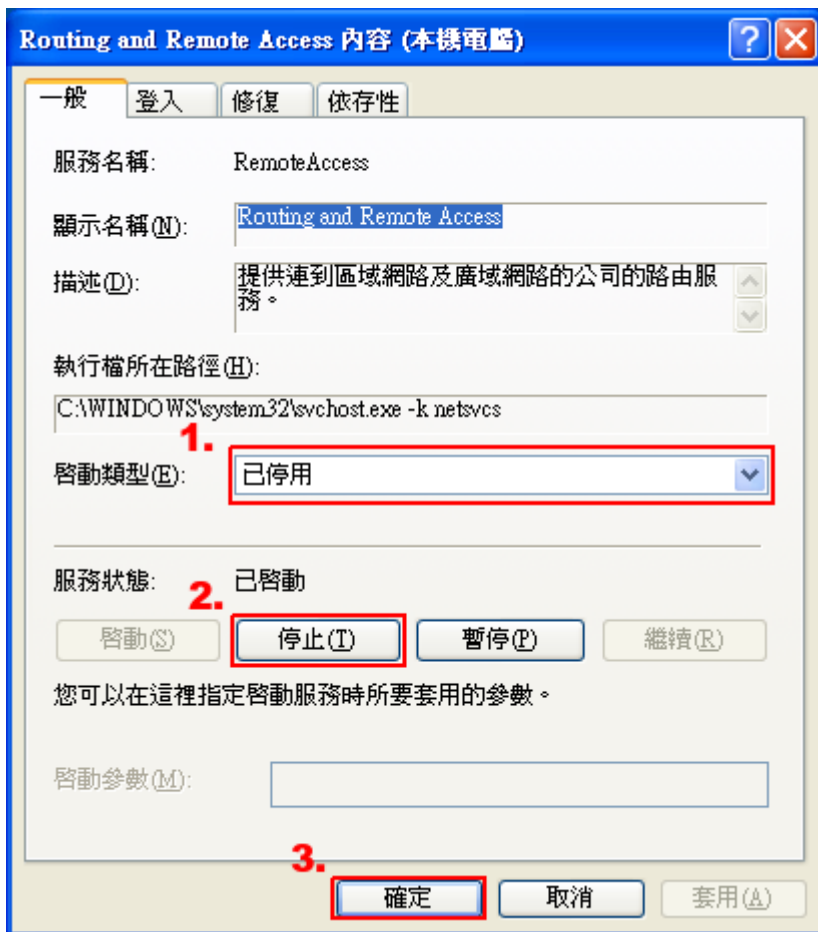 Routing and Remote Access 內容 (本機電腦)
一般 登入 修復 依存性
服務名稱: RemoteAccess
顯示名稱(N): Routing and Remote Access
描述(D): 提供連到區域網路及廣域網路的公司的路由服
務。
執行檔所在路徑(H):
C:\WINDOWS\system32\svchost.exe -k netsvcs
1.
啓動類型(E): 已停用
服務狀態: 已啓動
2.
啓動(S) 停止(T) 暫停(P) 繼續(R)
您可以在這裡指定啓動服務時所要套用的參數。
啓動參數(M):
3.
確定 取消 套用(A)